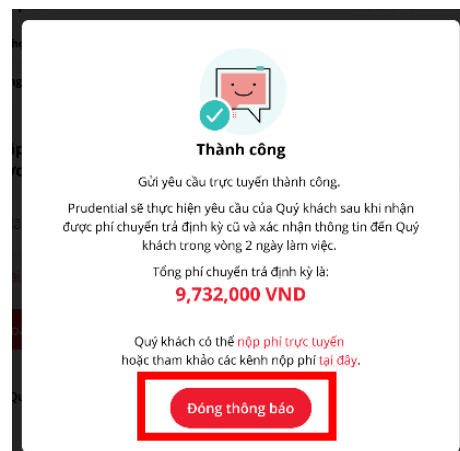 Thành công
Gửi yêu cầu trực tuyến thành công.
Prudential sẽ thực hiện yêu cầu của Quý khách sau khi nhận
được phí chuyển trả định kỳ cũ và xác nhận thông tin đến Quý
khách trong vòng 2 ngày làm việc.
Tổng phí chuyển trả định kỳ là:
9,732,000 VND
Quý khách có thể nộp phí trực tuyến
hoặc tham khảo các kênh nộp phí tại đây.
Đóng thông báo